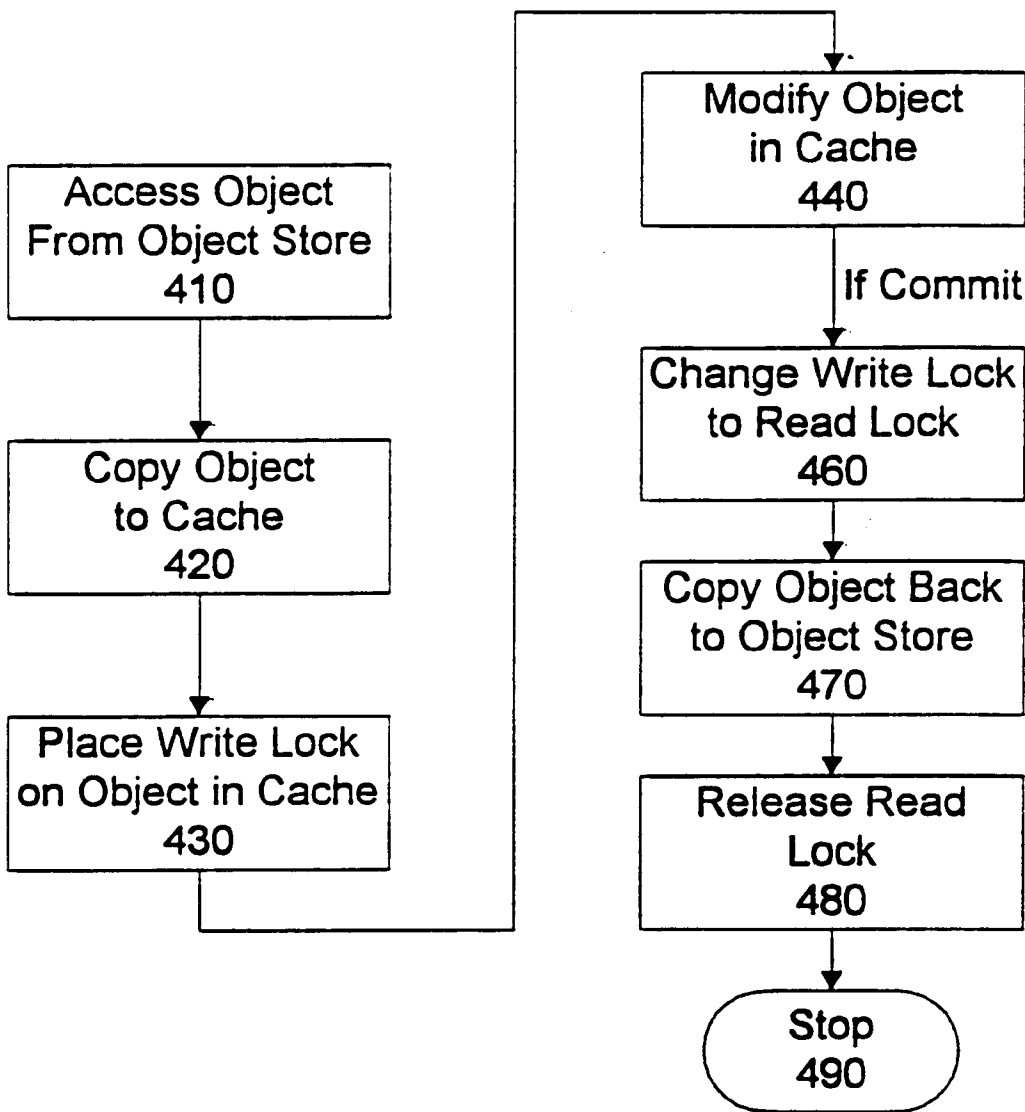 Access Object
From Object Store
410
Copy Object
to Cache
420
Place Write Lock
on Object in Cache
430
Modify Object
in Cache
440
If Commit
Change Write Lock
to Read Lock
460
Copy Object Back
to Object Store
470
Release Read
Lock
480
Stop
490